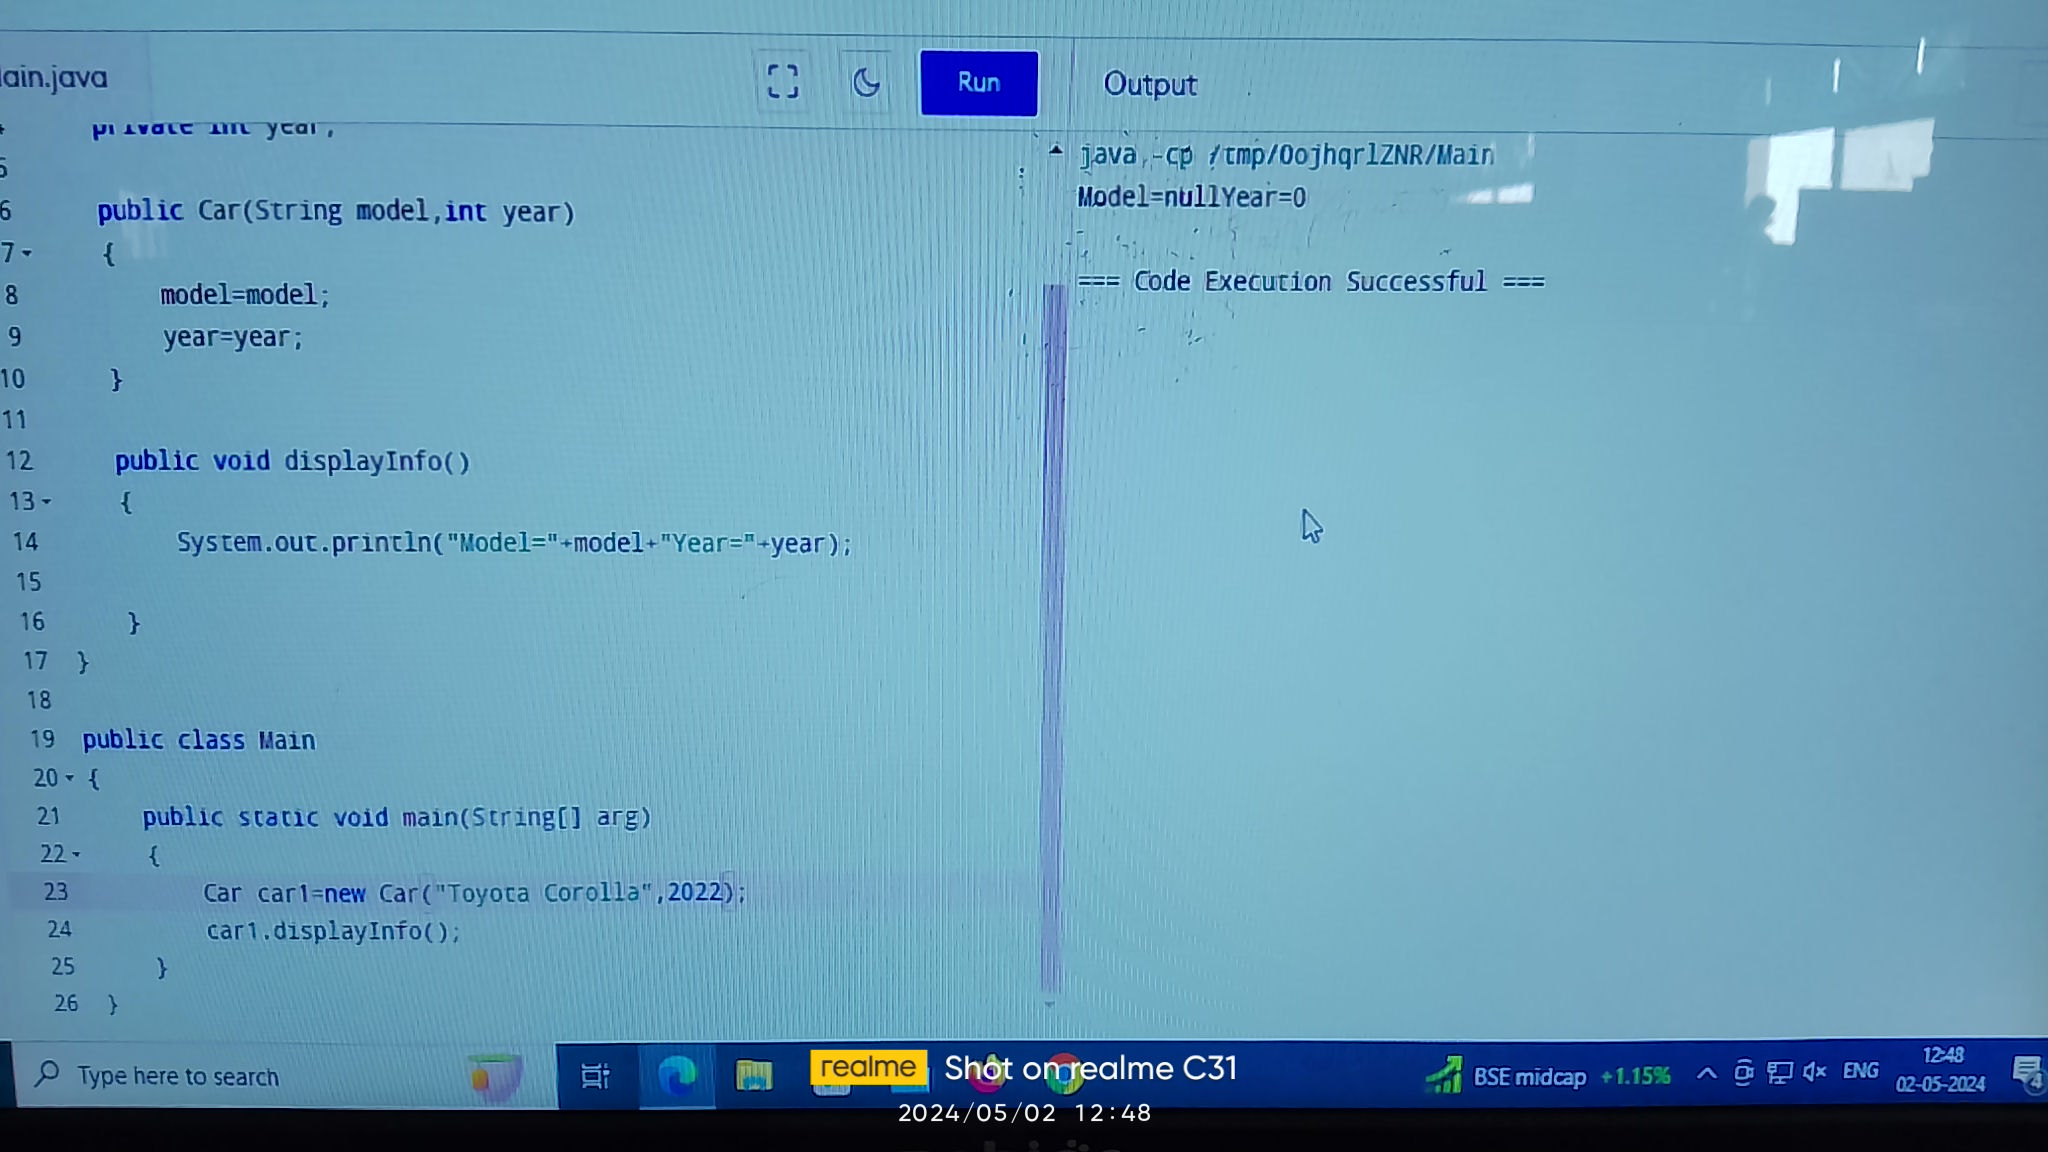 ain.java
Run
Output
private int year;
java -cp /tmp/OojhqrlZNR/Main
5
Model=nullYear=0
6 public Car(String model,int year)
7 {
=== Code Execution Successful ===
8 model=model;
9 year=year;
10 }
11
12 public void displayInfo()
13 {
14 System.out.println("Model="+model+"Year="+year);
15
16 }
17 }
18
19 public class Main
20 {
21 public static void main(String[] arg)
22 {
23 Car car1=new Car("Toyota Corolla",2022);
24 car1.displayInfo();
25 }
26 }
Type here to search
realme Shot on realme C31
BSE midcap +1.15%
ENG
12:48
02-05-2024
4
2024/05/02 12:48